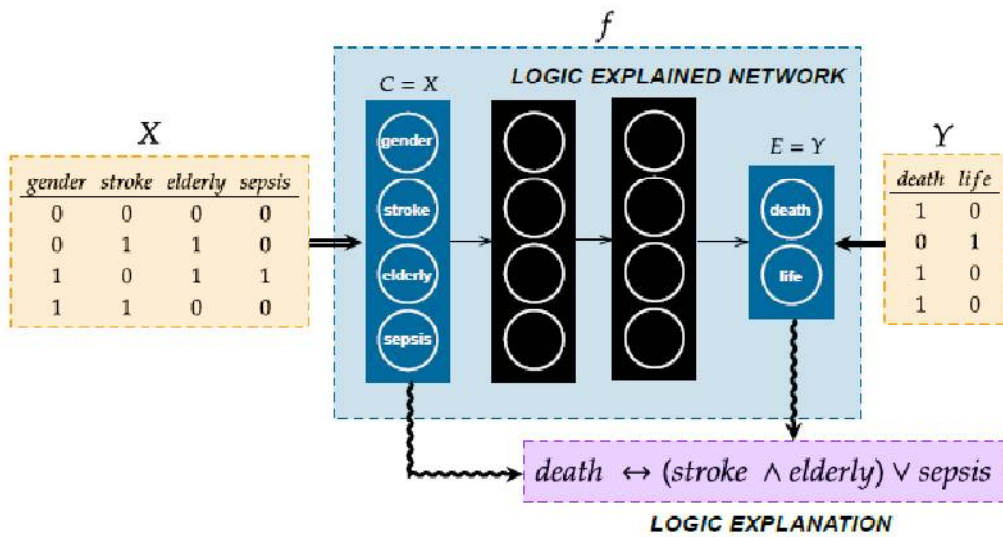 f
LOGIC EXPLAINED NETWORK
C = X
X
gender stroke elderly sepsis
0 0 0 0
0 1 1 0
1 0 1 1
1 1 0 0
gender
stroke
elderly
sepsis
E = Y
death
life
Y
death life
1 0
0 1
1 0
1 0
death ↔ (stroke ∧ elderly) ∨ sepsis
LOGIC EXPLANATION